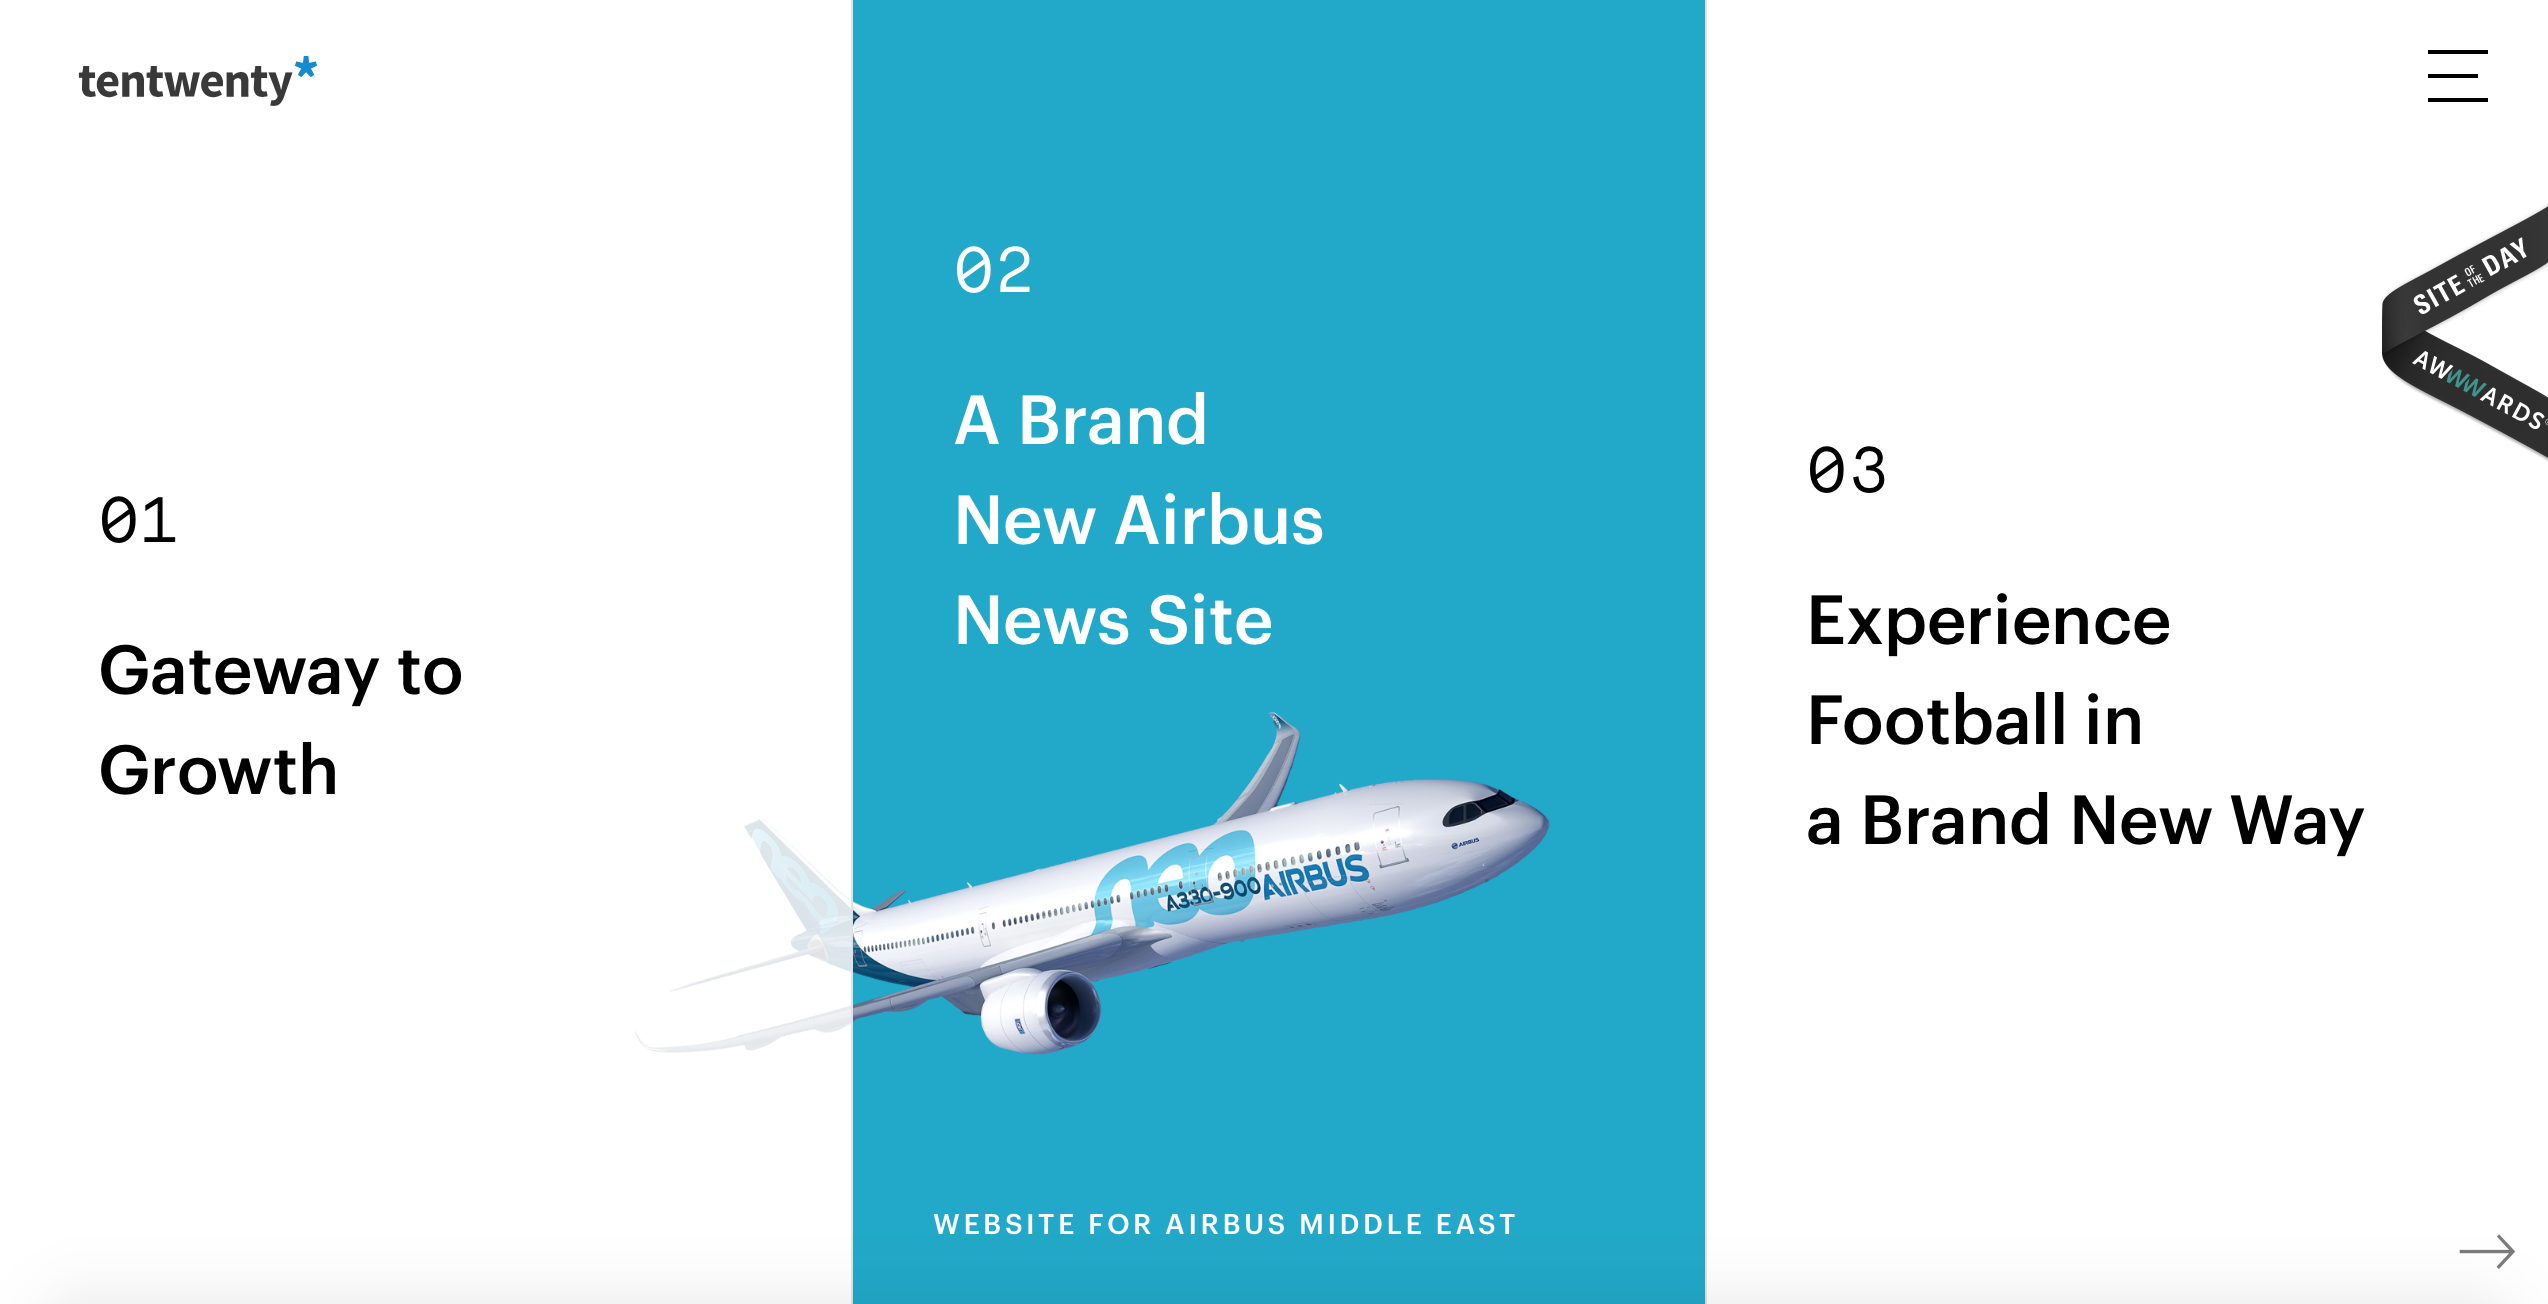 tentwenty*
01
Gateway to
Growth
02
A Brand
New Airbus
News Site
A330-900 AIRBUS
AIRBUS
WEBSITE FOR AIRBUS MIDDLE EAST
03
Experience
Football in
a Brand New Way
SITE OF THE DAY
AWWWARDS